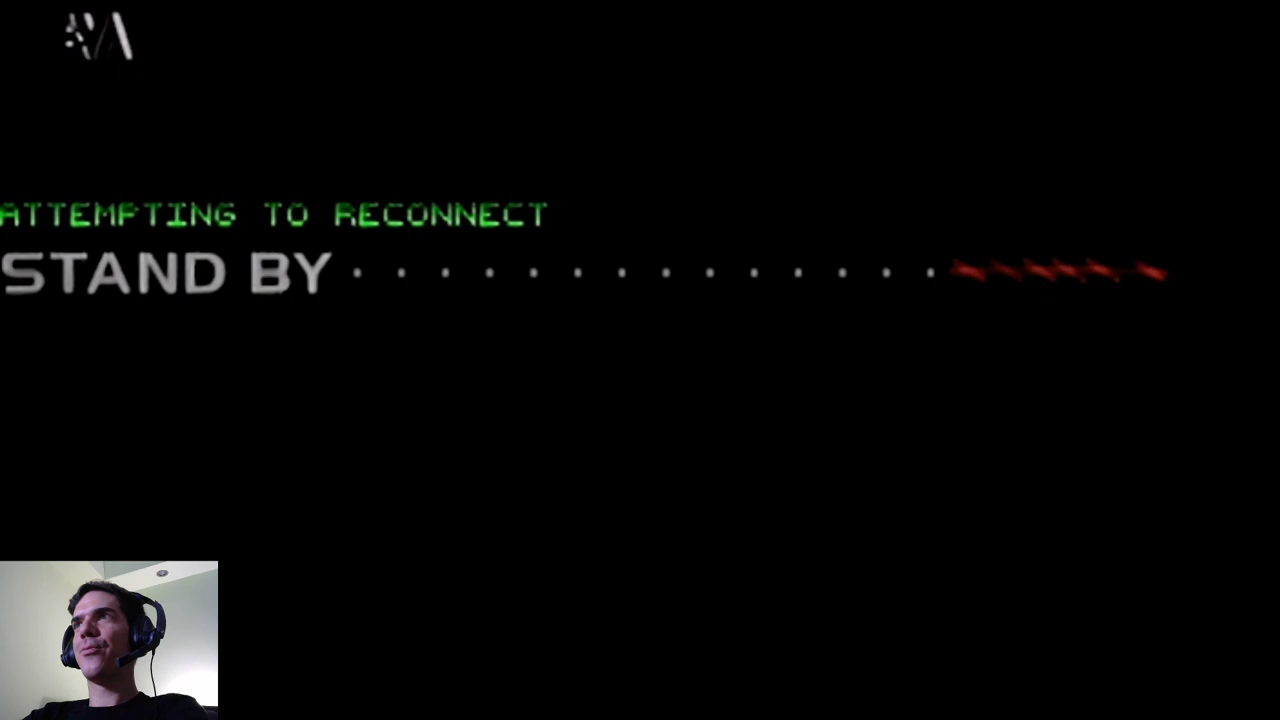 ATTEMPTING TO RECONNECT
STAND BY . . . . . . . . . . . . . .